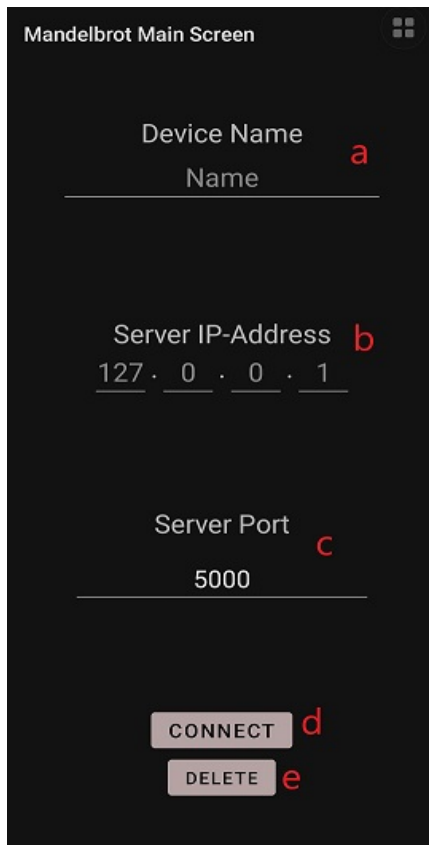 Mandelbrot Main Screen
Device Name
a
Name
Server IP-Address
b
127 . 0 . 0 . 1
Server Port
c
5000
CONNECT d
DELETE e